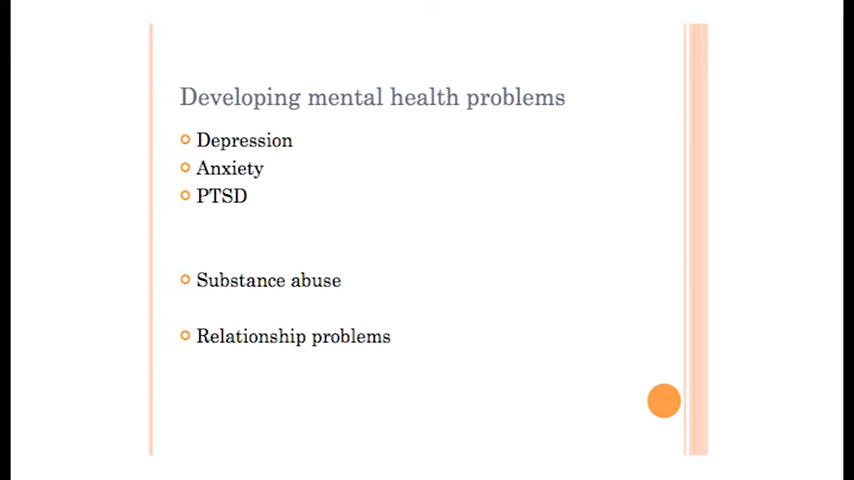 Developing mental health problems
Depression
Anxiety
PTSD
Substance abuse
Relationship problems